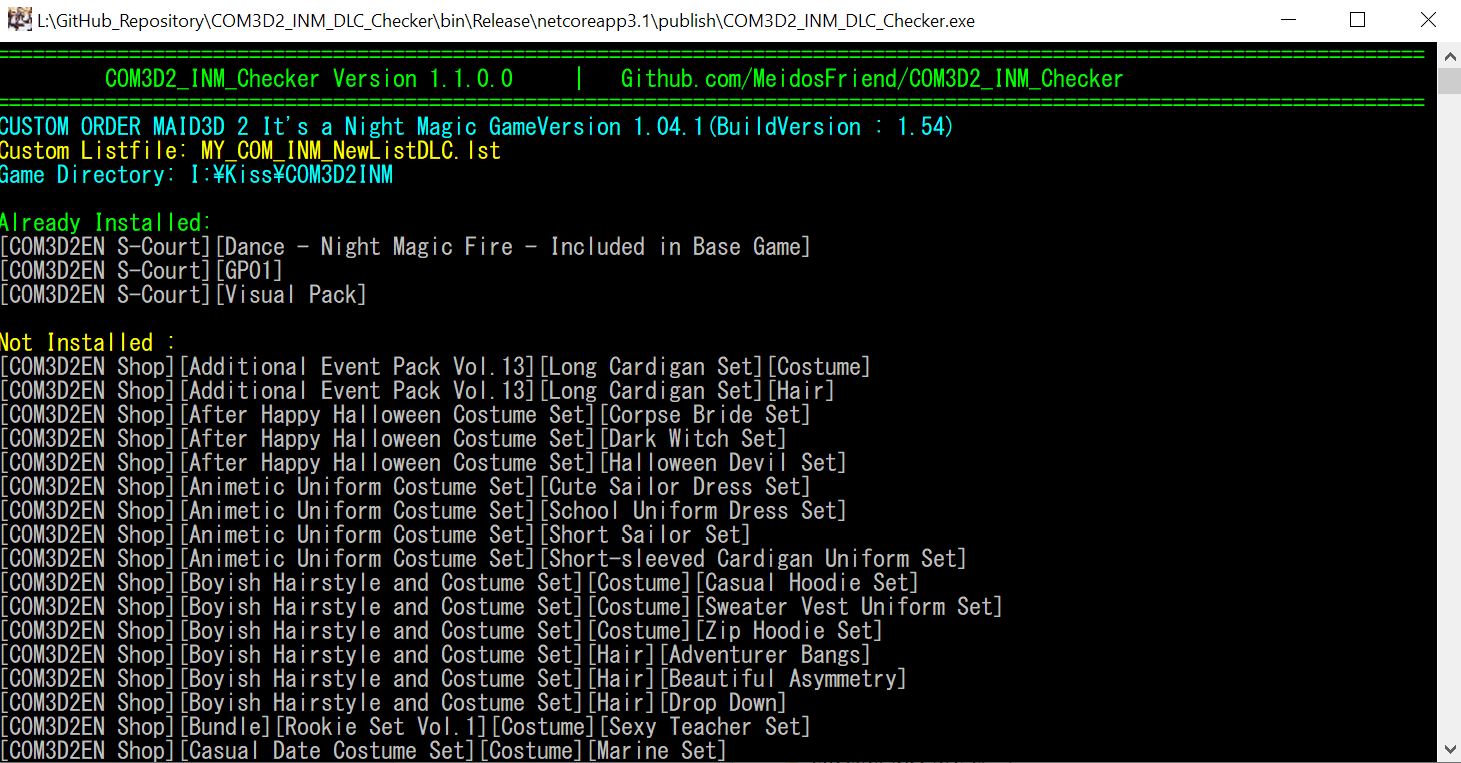 L:\GitHub_Repository\COM3D2_INM_DLC_Checker\bin\Release\netcoreapp3.1\publish\COM3D2_INM_DLC_Checker.exe
COM3D2_INM_Checker Version 1.1.0.0 | Github.com/MeidosFriend/COM3D2_INM_Checker
CUSTOM ORDER MAID3D 2 It's a Night Magic GameVersion 1.04.1(BuildVersion : 1.54)
Custom Listfile: MY_COM_INM_NewListDLC.lst
Game Directory: I:¥Kiss¥COM3D2INM
Already Installed:
[COM3D2EN S-Court][Dance - Night Magic Fire - Included in Base Game]
[COM3D2EN S-Court][GP01]
[COM3D2EN S-Court][Visual Pack]
Not Installed :
[COM3D2EN Shop][Additional Event Pack Vol.13][Long Cardigan Set][Costume]
[COM3D2EN Shop][Additional Event Pack Vol.13][Long Cardigan Set][Hair]
[COM3D2EN Shop][After Happy Halloween Costume Set][Corpse Bride Set]
[COM3D2EN Shop][After Happy Halloween Costume Set][Dark Witch Set]
[COM3D2EN Shop][After Happy Halloween Costume Set][Halloween Devil Set]
[COM3D2EN Shop][Animetic Uniform Costume Set][Cute Sailor Dress Set]
[COM3D2EN Shop][Animetic Uniform Costume Set][School Uniform Dress Set]
[COM3D2EN Shop][Animetic Uniform Costume Set][Short Sailor Set]
[COM3D2EN Shop][Animetic Uniform Costume Set][Short-sleeved Cardigan Uniform Set]
[COM3D2EN Shop][Boyish Hairstyle and Costume Set][Costume][Casual Hoodie Set]
[COM3D2EN Shop][Boyish Hairstyle and Costume Set][Costume][Sweater Vest Uniform Set]
[COM3D2EN Shop][Boyish Hairstyle and Costume Set][Costume][Zip Hoodie Set]
[COM3D2EN Shop][Boyish Hairstyle and Costume Set][Hair][Adventurer Bangs]
[COM3D2EN Shop][Boyish Hairstyle and Costume Set][Hair][Beautiful Asymmetry]
[COM3D2EN Shop][Boyish Hairstyle and Costume Set][Hair][Drop Down]
[COM3D2EN Shop][Bundle][Rookie Set Vol.1][Costume][Sexy Teacher Set]
[COM3D2EN Shop][Casual Date Costume Set][Costume][Marine Set]